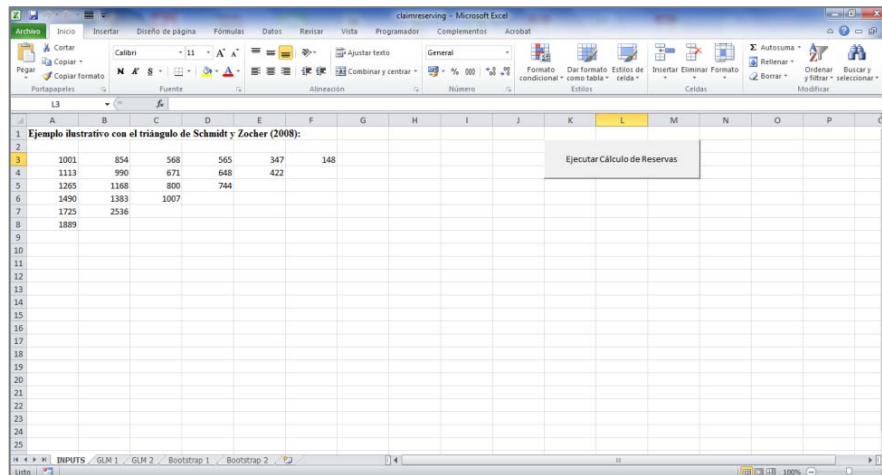 claimreserving - Microsoft Excel
Archivo Inicio Insertar Diseño de página Fórmulas Datos Revisar Vista Programador Complementos Acrobat
Cortar
Copiar
Copiar formato
Pegar
Portapapeles
Calibri 11
N K S
Fuente
Ajustar texto
Combinar y centrar
Alineación
General
% 000
Número
Formato condicional
Dar formato como tabla
Estilos de celda
Estilos
Insertar Eliminar Formato
Celdas
Σ Autosuma
Rellenar
Borrar
Ordenar y filtrar
Buscar y seleccionar
Modificar
L3 fx
A B C D E F G H I J K L M N O P
1 Ejemplo ilustrativo con el triángulo de Schmidt y Zocher (2008):
2
3 1001 854 568 565 347 148
Ejecutar Cálculo de Reservas
4 1113 990 671 648 422
5 1265 1168 800 744
6 1490 1383 1007
7 1725 2536
8 1889
9
10
11
12
13
14
15
16
17
18
19
20
21
22
23
24
25
INPUTS GLM 1 GLM 2 Bootstrap 1 Bootstrap 2
Listo 100%